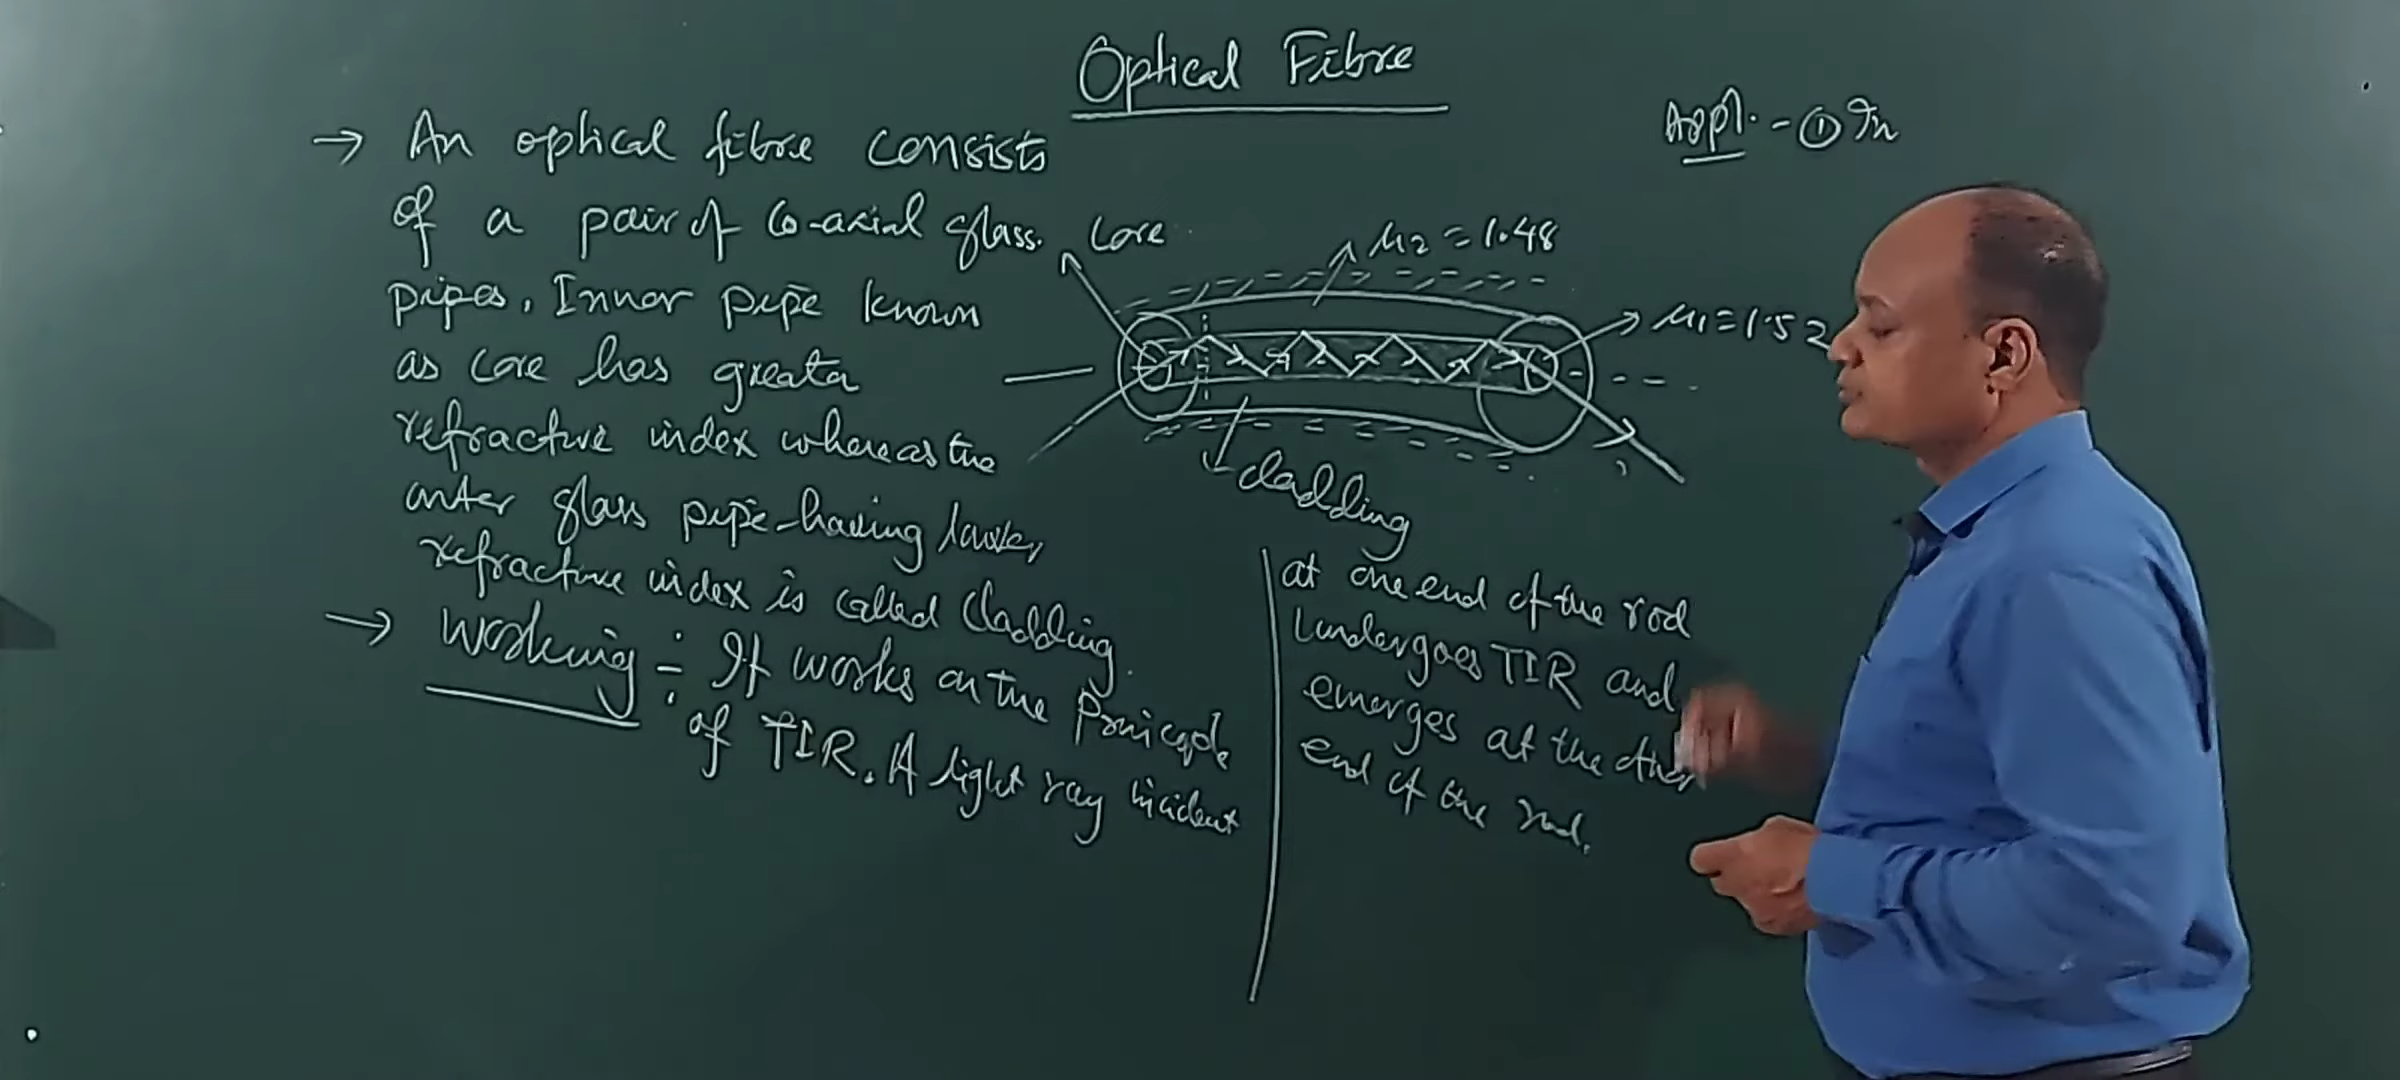 Optical Fibre
Appl. - ① In
→ An optical fibre consists
of a pair of Co-axial glass.
pipes. Inner pipe known
as core has greater
refractive index whereas the
outer glass pipe having lower
refractive index is called Cladding.
→ Working :- It works on the Principle
of TIR. A light ray incident
Core
μ2 = 1.48
μ1 = 1.52
cladding
at one end of the rod
undergoes TIR and
emerges at the other
end of the rod.